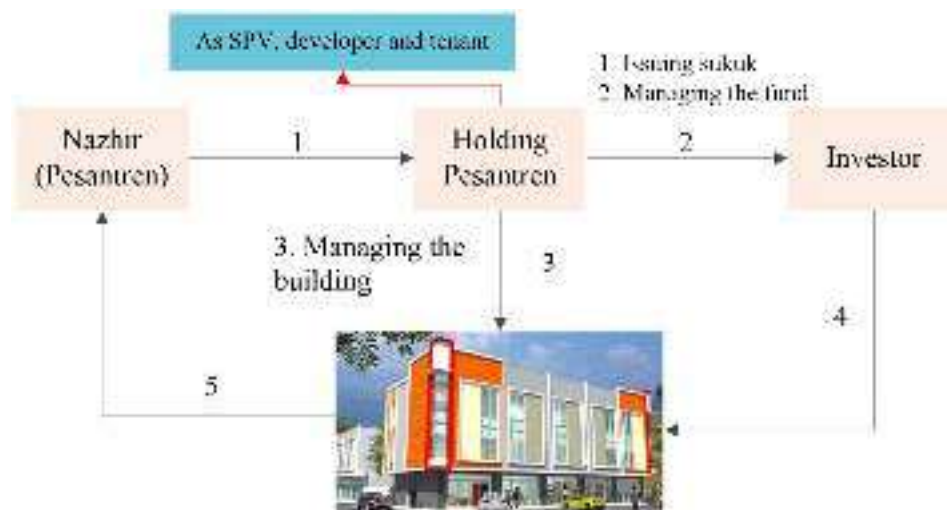 As SPV, developer and tenant
1. Issuing sukuk
2. Managing the fund
Nazhir
(Pesantren)
1
Holding
Pesantren
2
Investor
3. Managing the
building
3
4
5